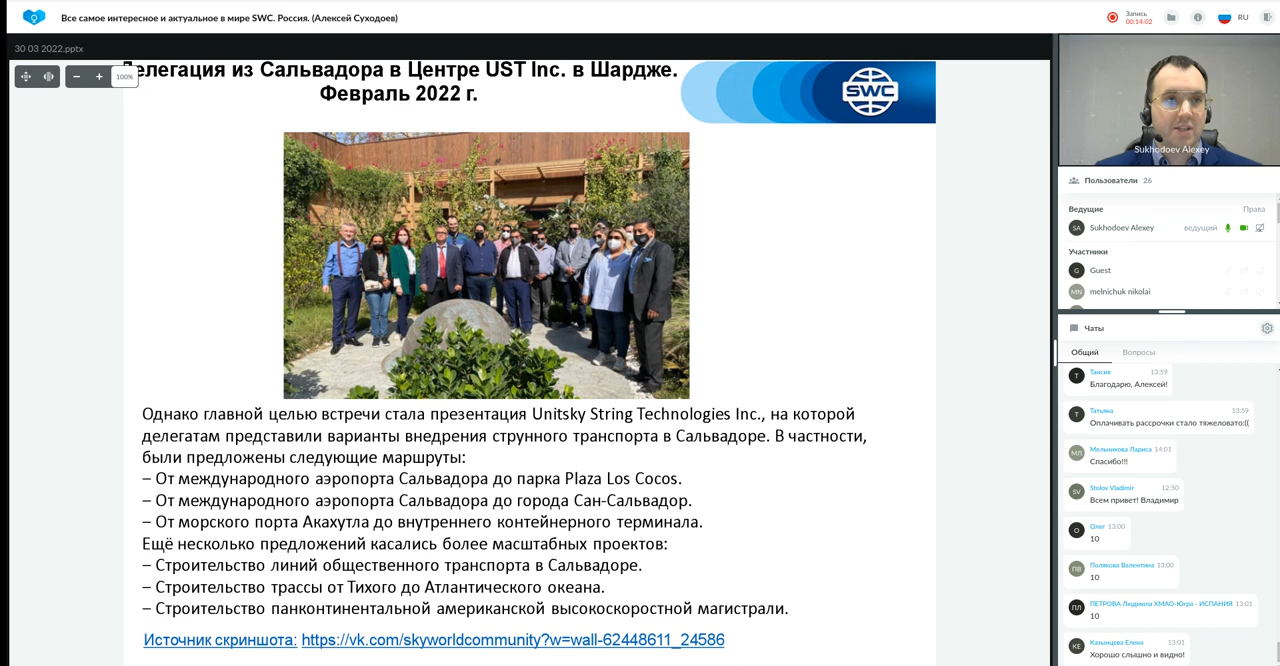 Все самое интересное и актуальное в мире SWC. Россия. (Алексей Суходоев)
Запись
00:14:02
RU
30 03 2022.pptx
100%
елегация из Сальвадора в Центре UST Inc. в Шардже.
Февраль 2022 г.
SWC
Однако главной целью встречи стала презентация Unitsky String Technologies Inc., на которой
делегатам представили варианты внедрения струнного транспорта в Сальвадоре. В частности,
были предложены следующие маршруты:
– От международного аэропорта Сальвадора до парка Plaza Los Cocos.
– От международного аэропорта Сальвадора до города Сан-Сальвадор.
– От морского порта Акахутла до внутреннего контейнерного терминала.
Ещё несколько предложений касались более масштабных проектов:
– Строительство линий общественного транспорта в Сальвадоре.
– Строительство трассы от Тихого до Атлантического океана.
– Строительство панконтинентальной американской высокоскоростной магистрали.
Источник скриншота: https://vk.com/skyworldcommunity?w=wall-62448611_24586
Sukhodoev Alexey
Пользователи 26
Ведущие Права
SA Sukhodoev Alexey ведущий
Участники
G Guest
MN melnichuk nikolai
Чаты
Общий Вопросы
Т Таисия 13:59
Благодарю, Алексей!
Т Татьяна 13:59
Оплачивать рассрочки стало тяжеловато:((
МЛ Мельникова Лариса 14:01
Спасибо!!!
SV Stolov Vladimir 12:50
Всем привет! Владимир
О Олег 13:00
10
ПВ Полякова Валентина 13:00
10
ПЛ ПЕТРОВА Людмила ХМАО-Югра - ИСПАНИЯ 13:01
10
КЕ Казынцева Елена 13:01
Хорошо слышно и видно!